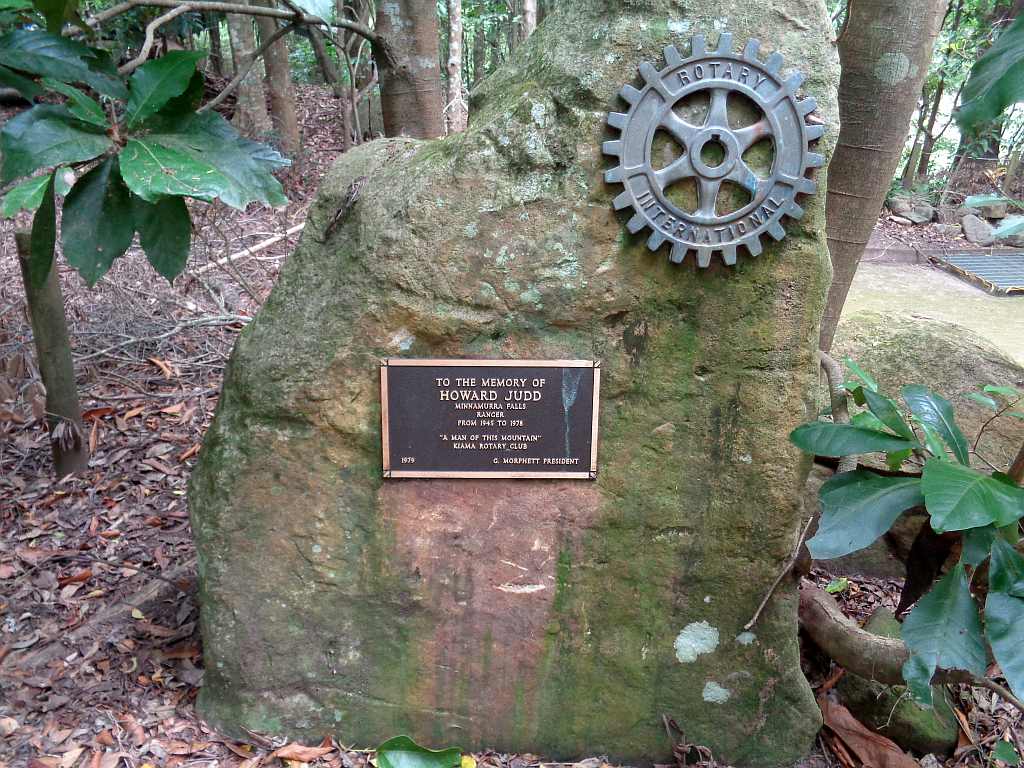 ROTARY
INTERNATIONAL
TO THE MEMORY OF
HOWARD JUDD
MINNAMURRA FALLS
RANGER
FROM 1945 TO 1978
"A MAN OF THIS MOUNTAIN"
KIAMA ROTARY CLUB
1979 G. MORPHETT PRESIDENT